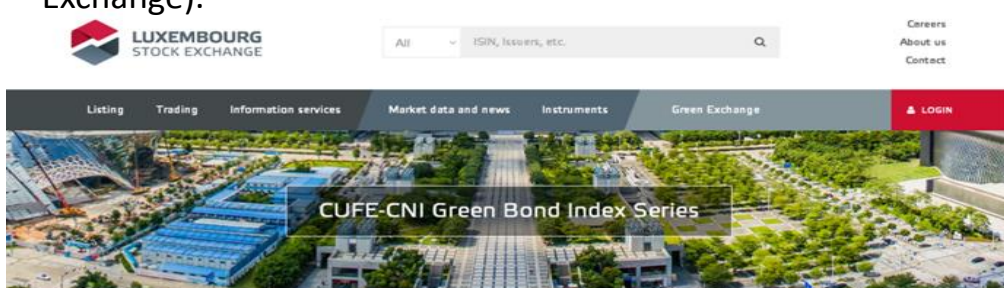 Exchange).
LUXEMBOURG
STOCK EXCHANGE
All
ISIN, Issuers, etc.
Careers
About us
Contact
Listing Trading Information services Market data and news Instruments Green Exchange LOGIN
CUFE-CNI Green Bond Index Series